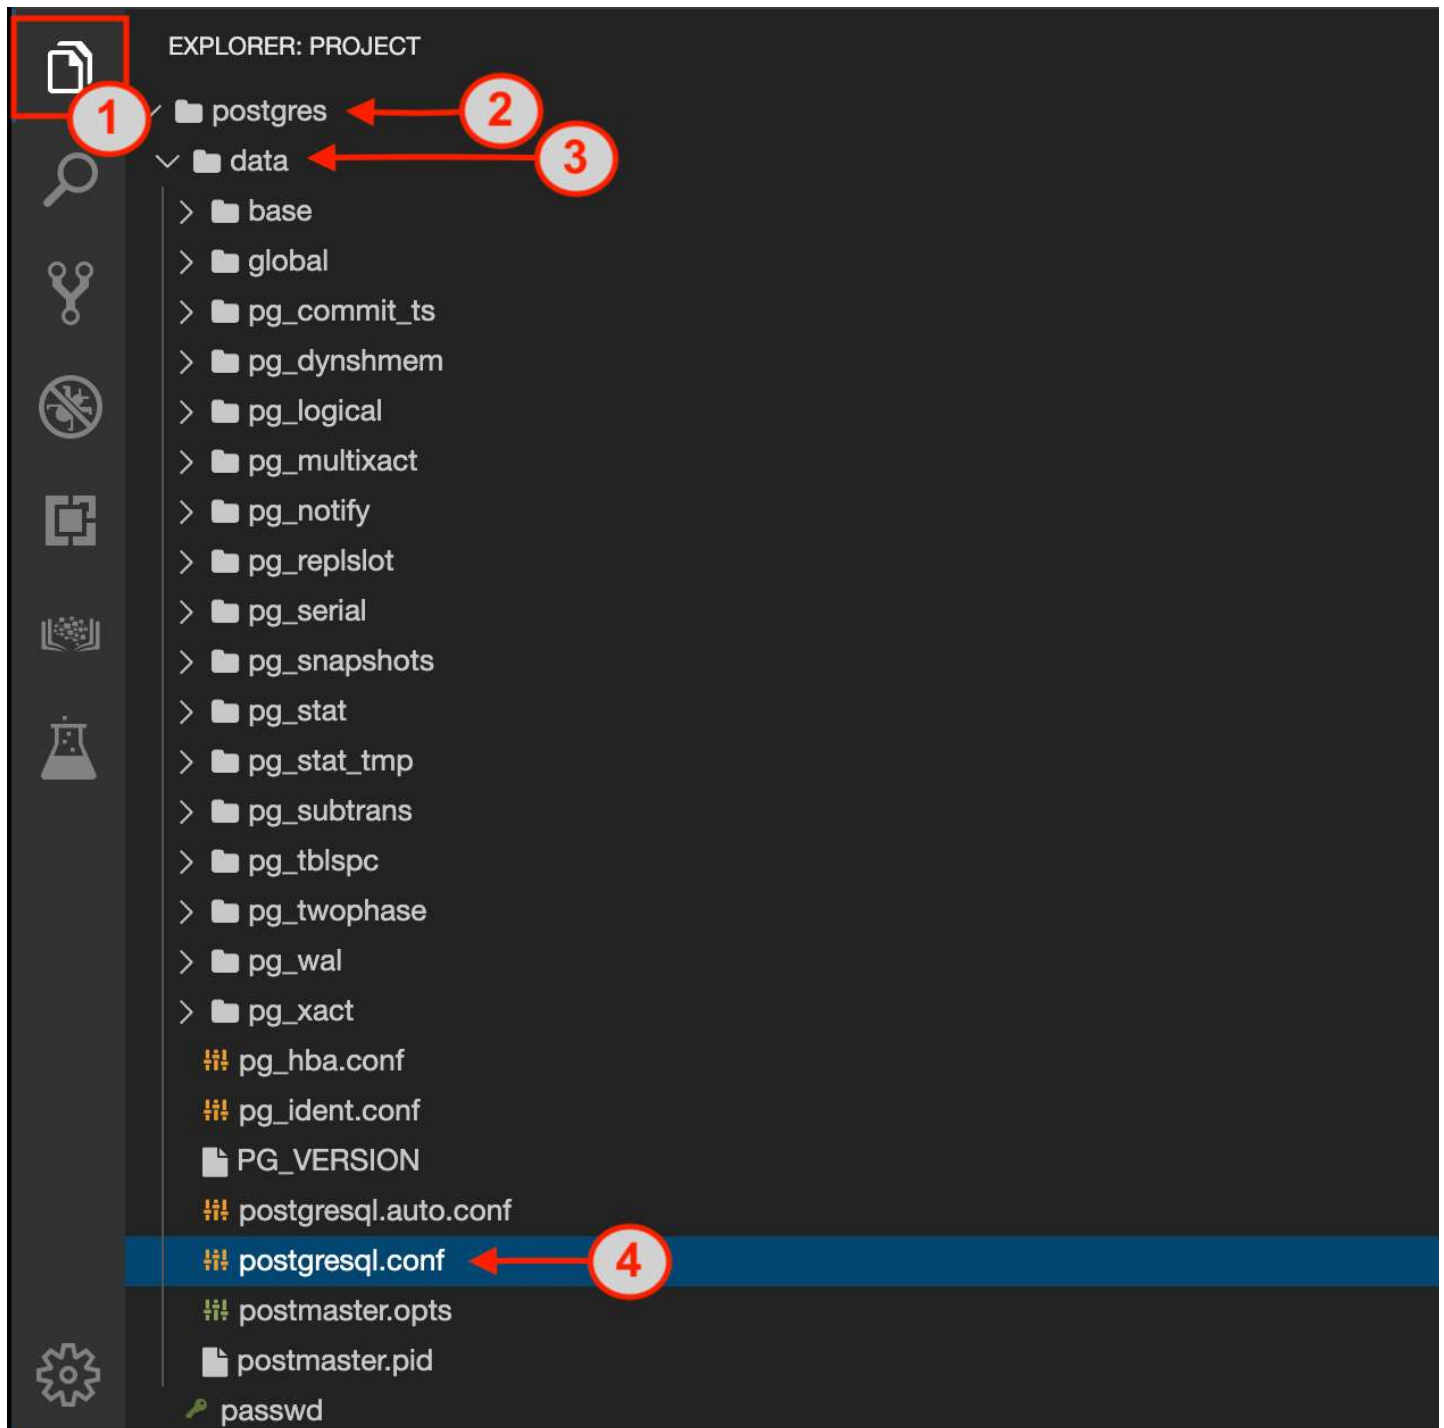 EXPLORER: PROJECT
1
postgres
2
data
3
base
global
pg_commit_ts
pg_dynshmem
pg_logical
pg_multixact
pg_notify
pg_replslot
pg_serial
pg_snapshots
pg_stat
pg_stat_tmp
pg_subtrans
pg_tblspc
pg_twophase
pg_wal
pg_xact
pg_hba.conf
pg_ident.conf
PG_VERSION
postgresql.auto.conf
postgresql.conf
4
postmaster.opts
postmaster.pid
passwd